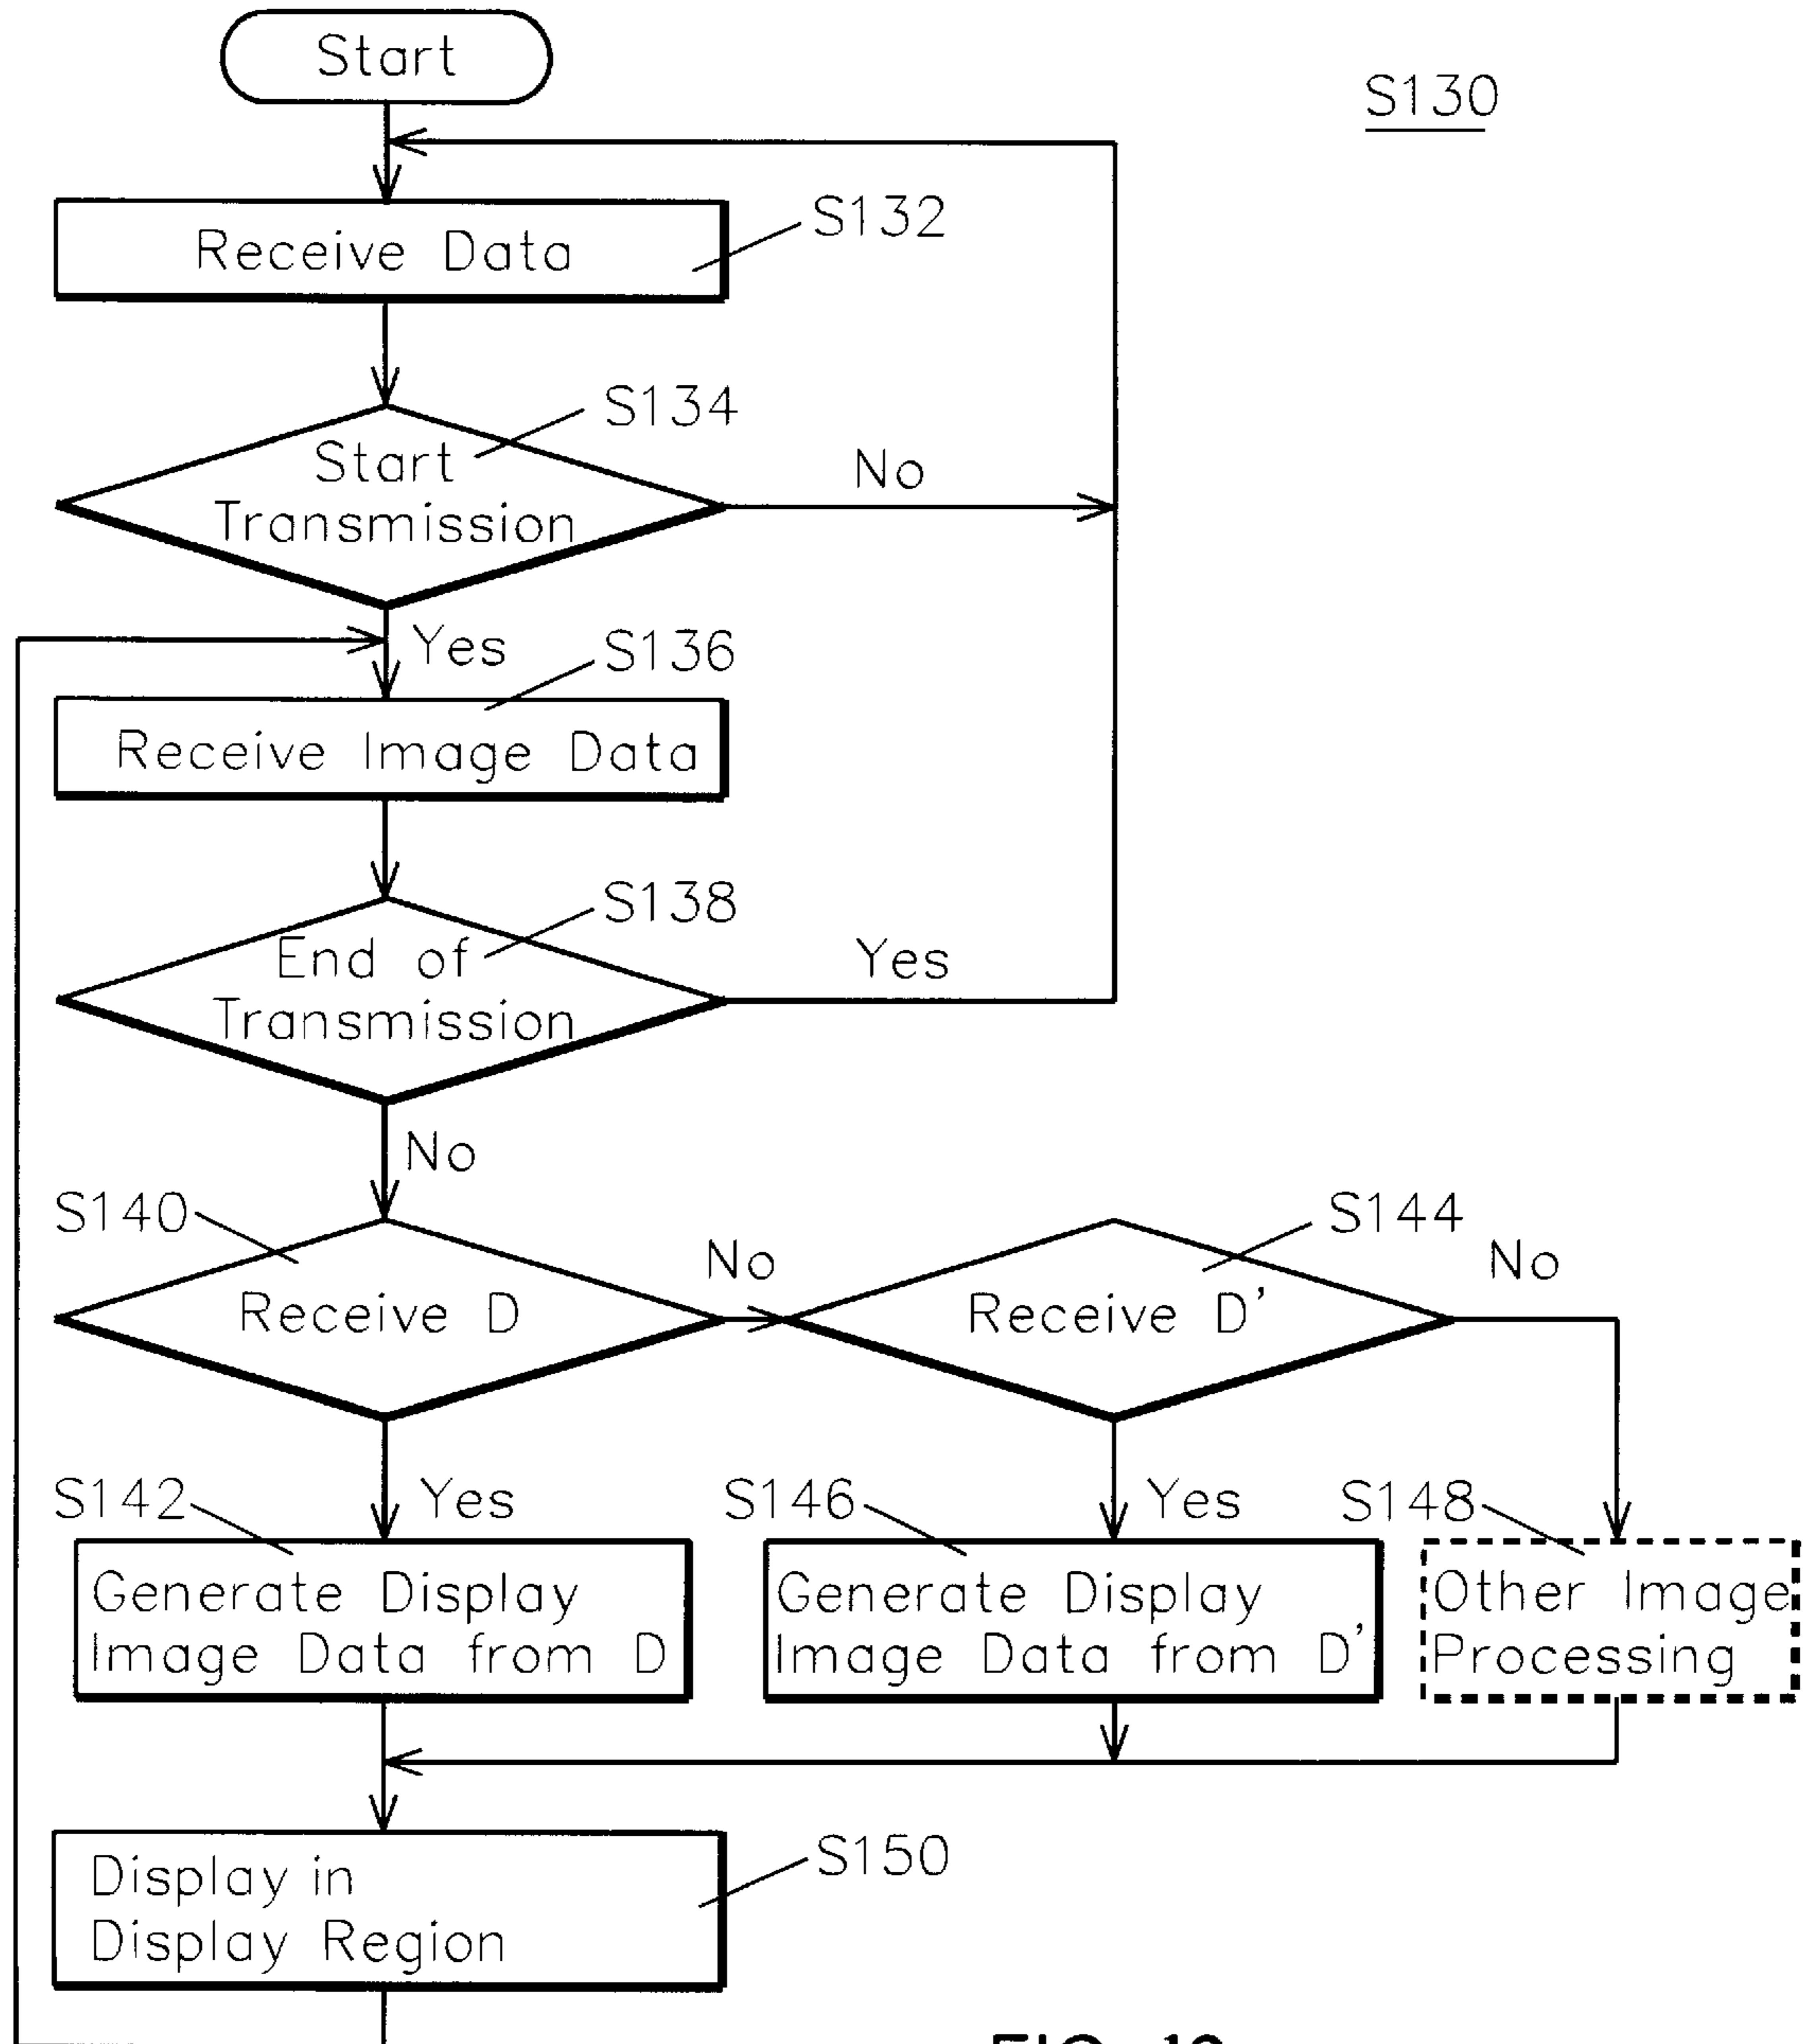 Start
S130
Receive Data
S132
S134
Start
Transmission
No
Yes
S136
Receive Image Data
S138
End of
Transmission
Yes
No
S140
Receive D
No
S144
Receive D'
No
S142
Yes
S146
Yes
S148
Generate Display
Image Data from D
Generate Display
Image Data from D'
Other Image
Processing
S150
Display in
Display Region